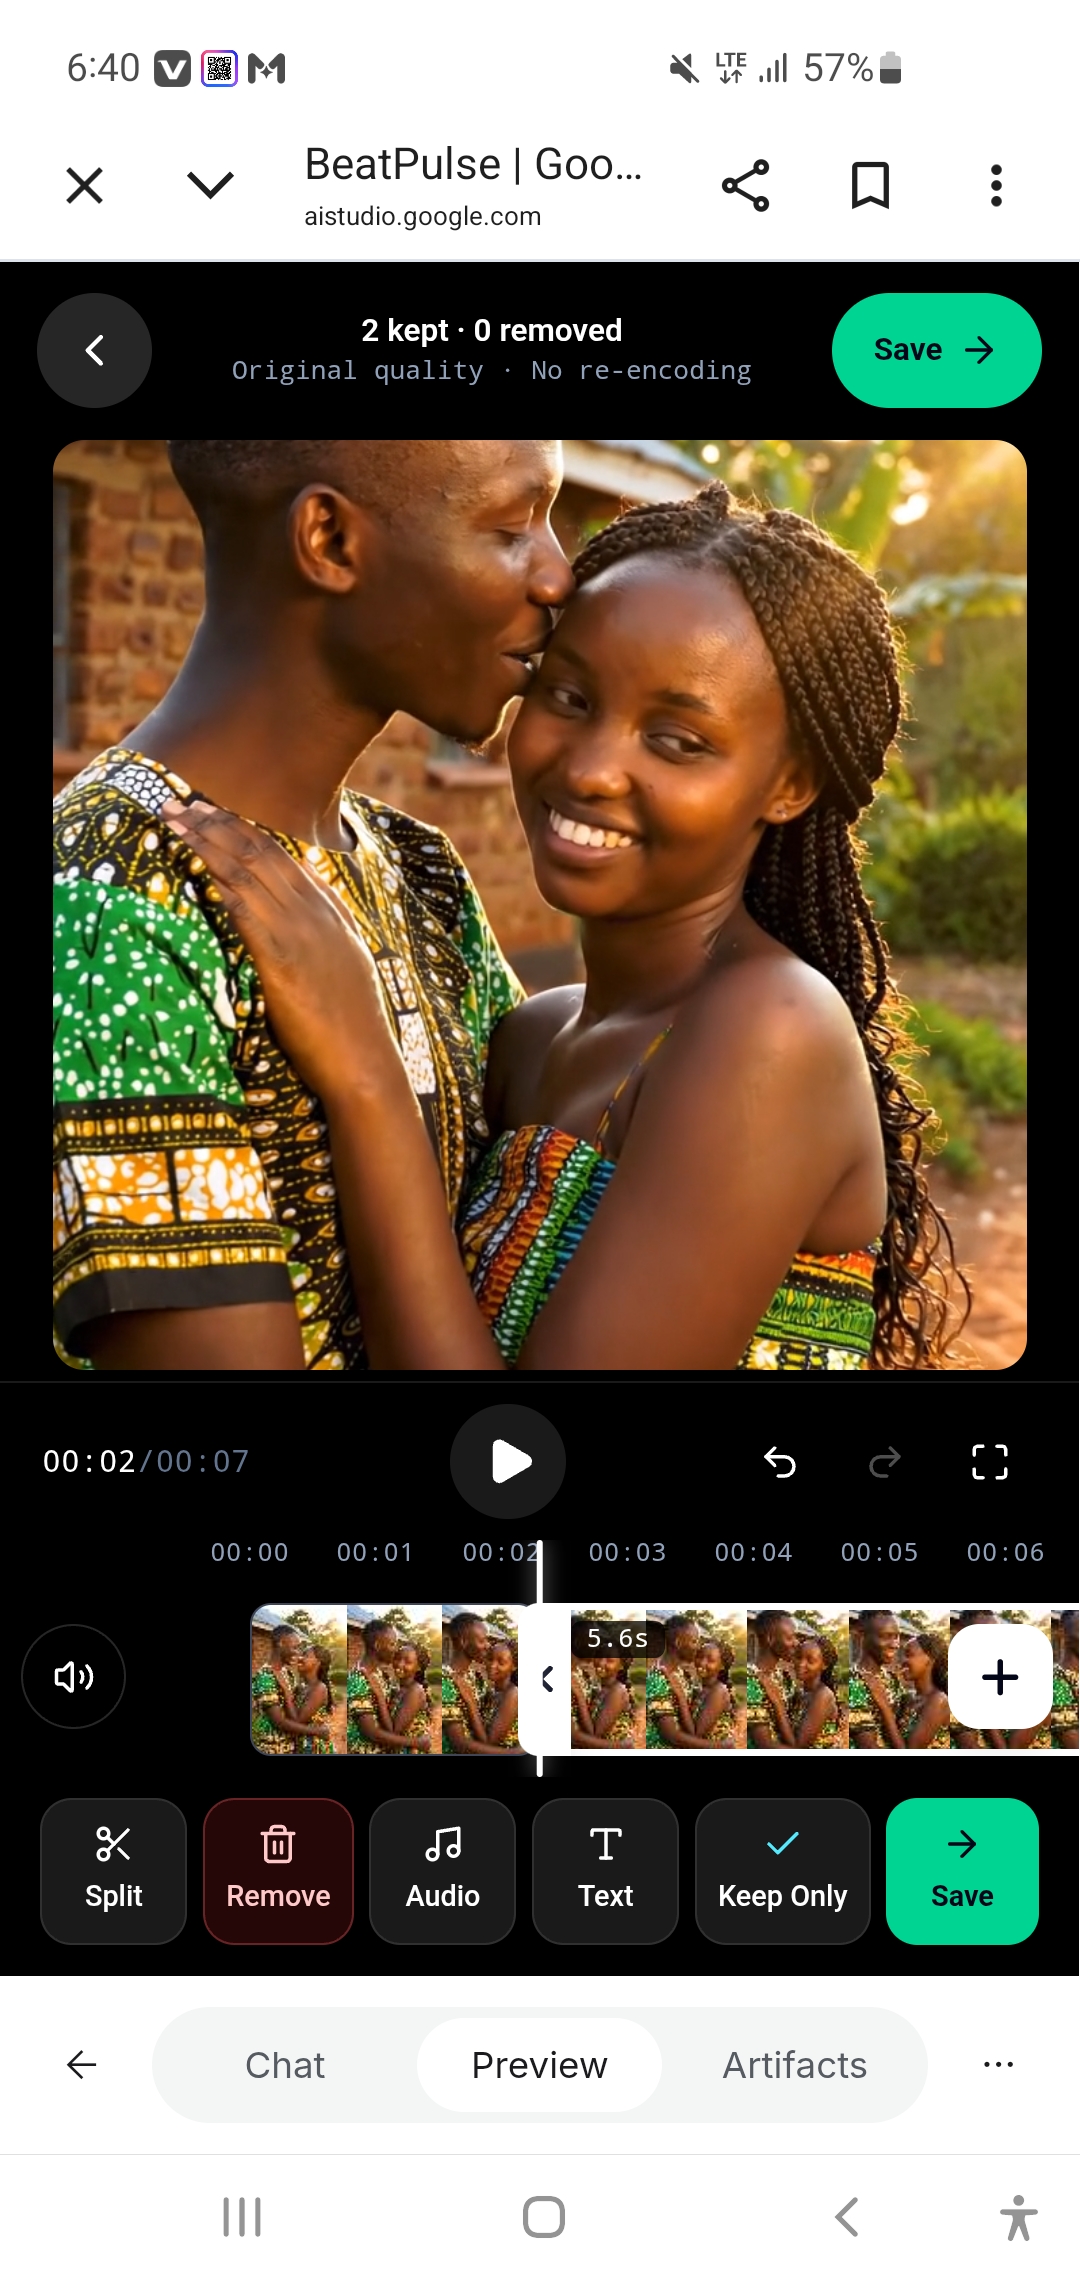 6:40
LTE
57%
BeatPulse | Goo...
aistudio.google.com
2 kept · 0 removed
Original quality · No re-encoding
Save
00:02/00:07
00:00 00:01 00:02 00:03 00:04 00:05 00:06
5.6s
Split
Remove
Audio
Text
Keep Only
Save
Chat
Preview
Artifacts